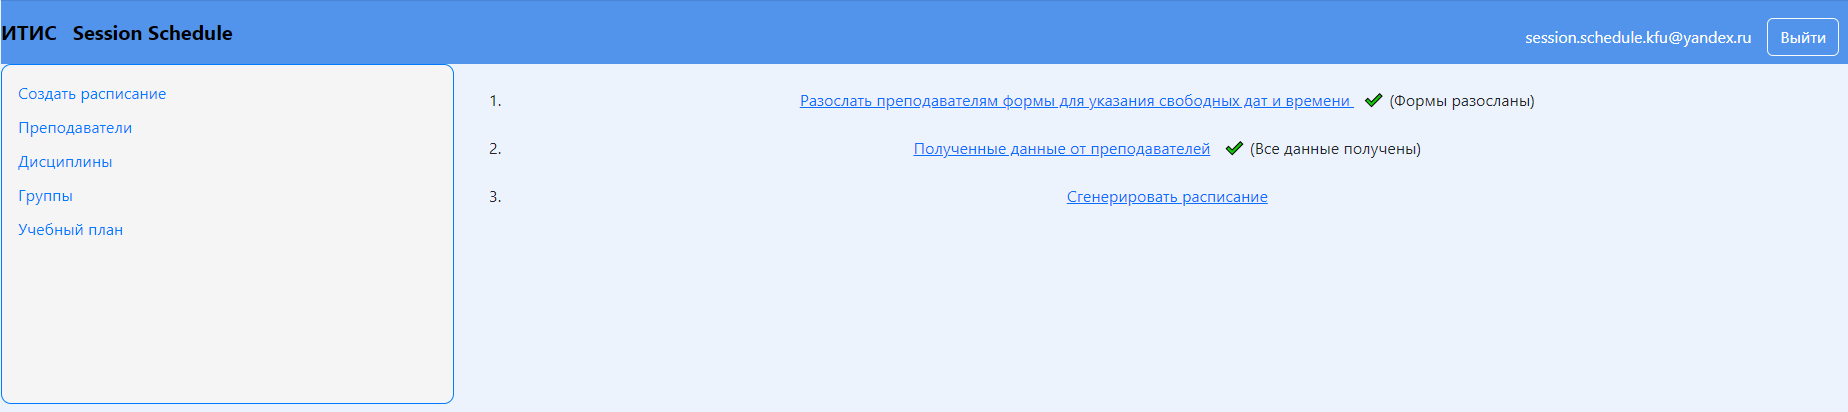 ИТИС Session Schedule
session.schedule.kfu@yandex.ru Выйти
Создать расписание
Преподаватели
Дисциплины
Группы
Учебный план
1. Разослать преподавателям формы для указания свободных дат и времени (Формы разосланы)
2. Полученные данные от преподавателей (Все данные получены)
3. Сгенерировать расписание